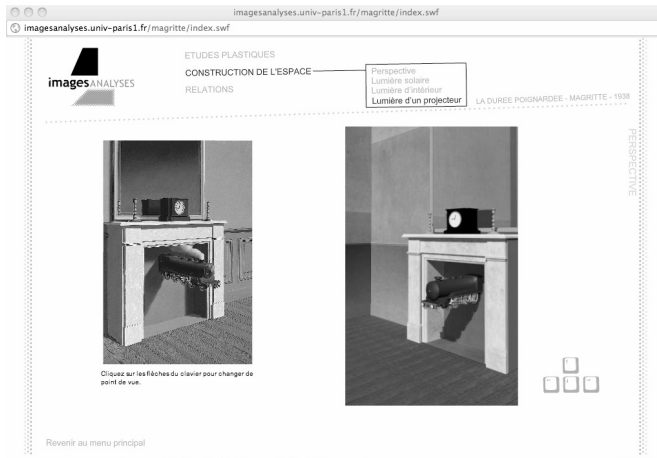 imagesanalyses.univ-paris1.fr/magritte/index.swf
imagesanalyses.univ-paris1.fr/magritte/index.swf
imagesANALYSES
ETUDES PLASTIQUES
CONSTRUCTION DE L'ESPACE
RELATIONS
Perspective
Lumière solaire
Lumière d'intérieur
Lumière d'un projecteur
LA DUREE POIGNARDEE - MAGRITTE - 1938
PERSPECTIVE
Cliquez sur les flèches du clavier pour changer de
point de vue.
Revenir au menu principal